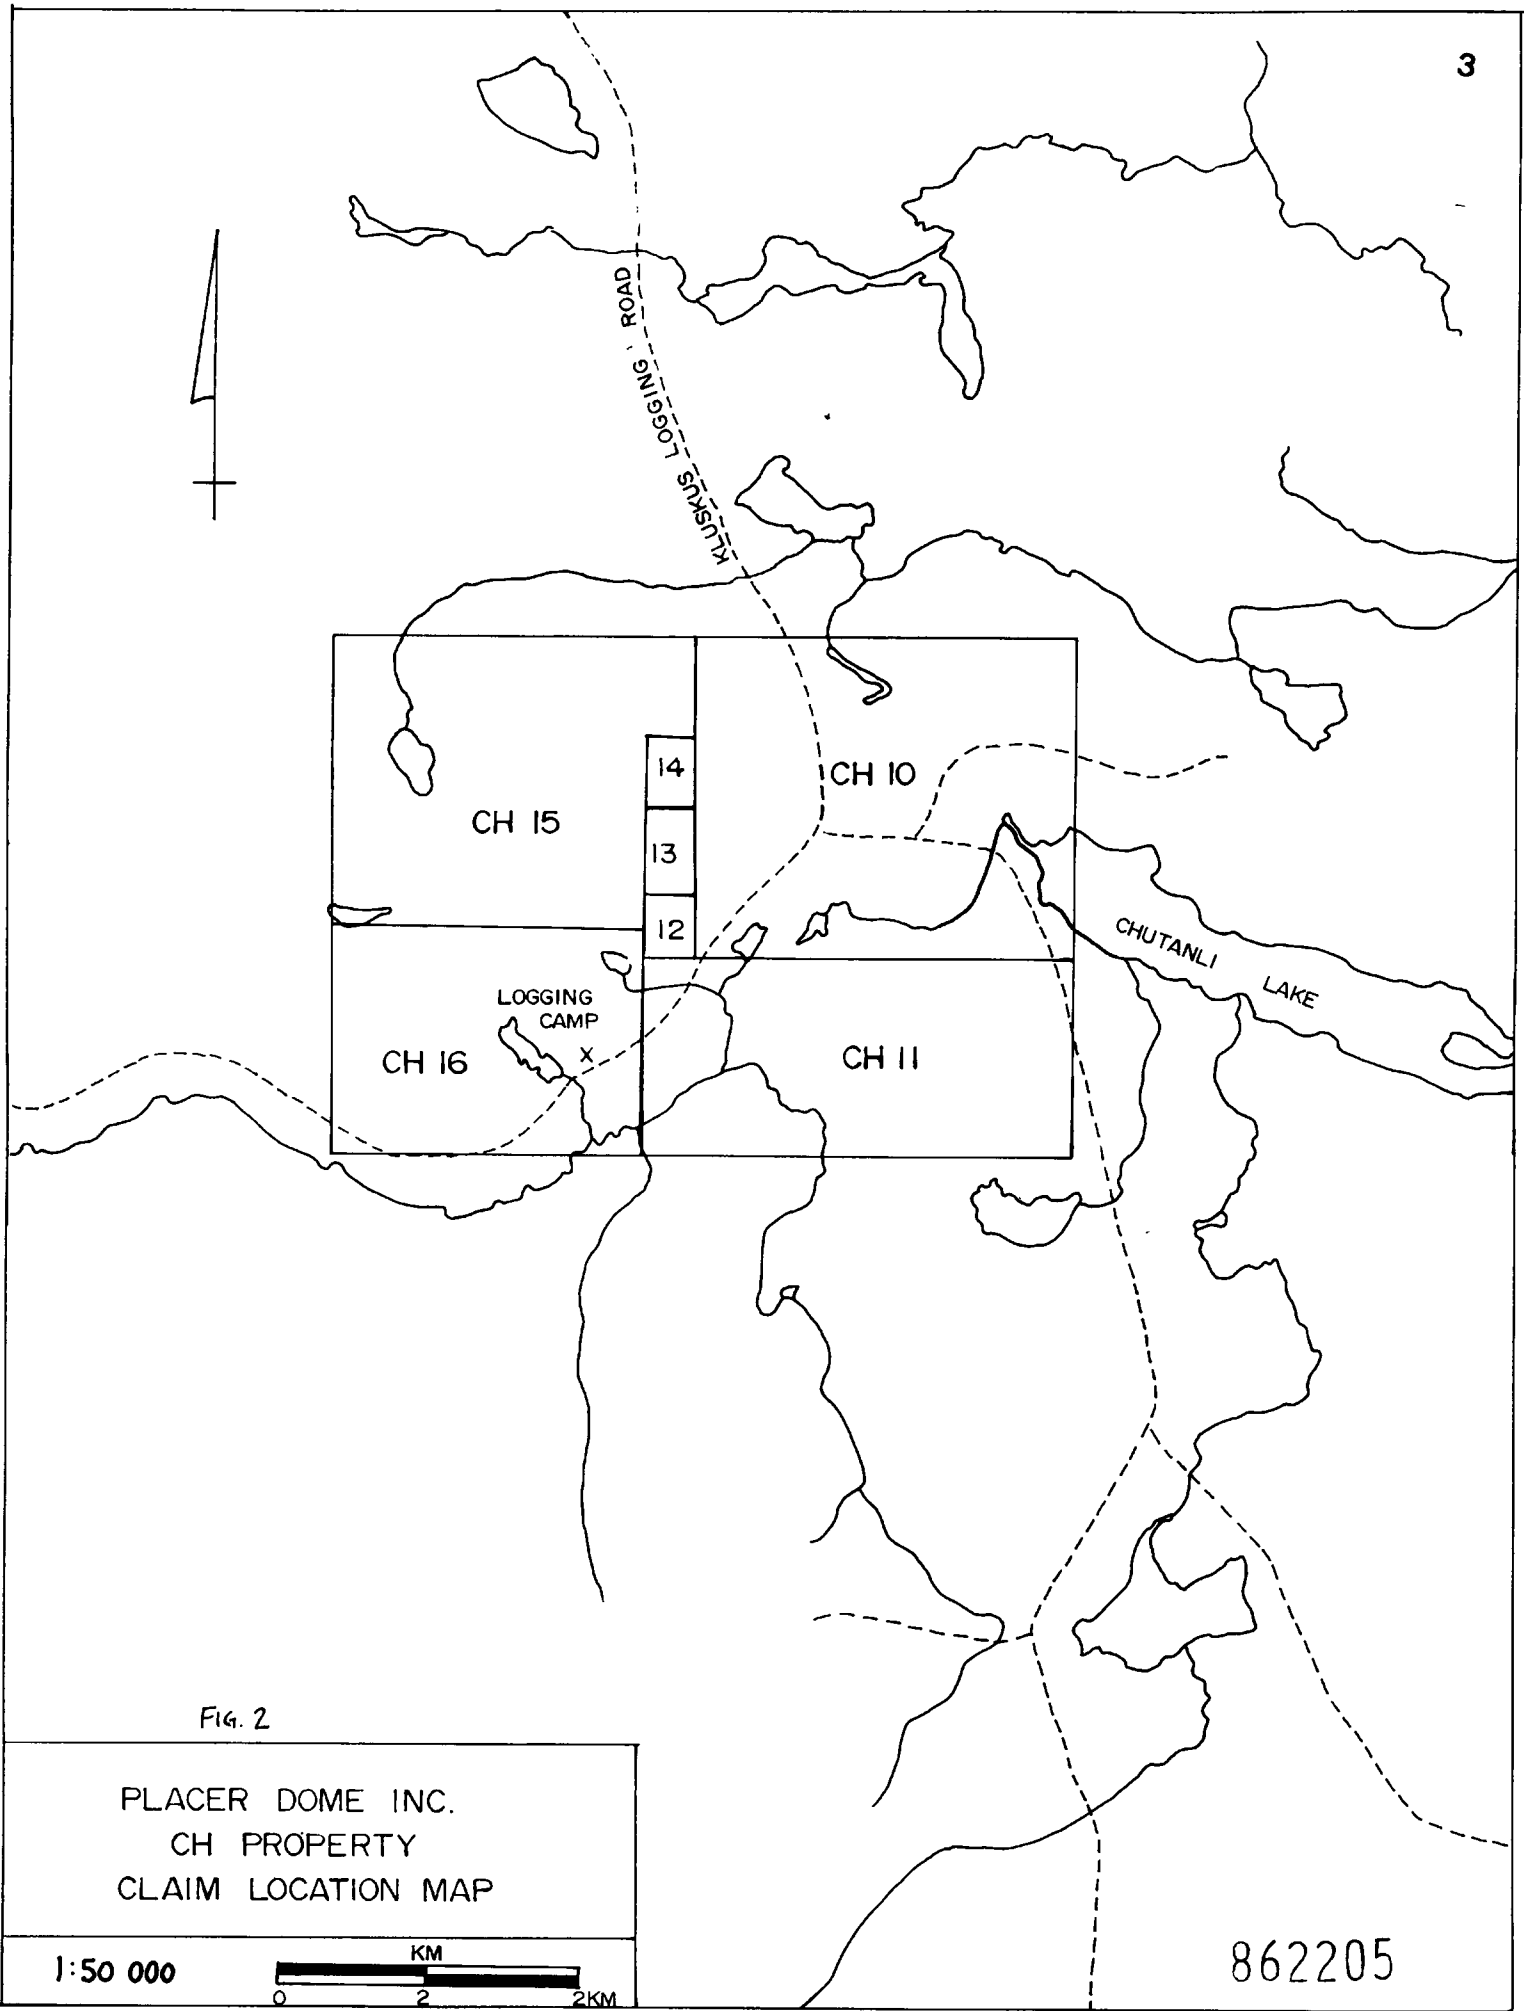 3
KLUSKUS LOGGING ROAD
CH 10
14
CH 15
13
12
CHUTANLI LAKE
LOGGING
CAMP
X
CH 16
CH 11
FIG. 2
PLACER DOME INC.
CH PROPERTY
CLAIM LOCATION MAP
1:50 000
KM
0 2 2KM
862205